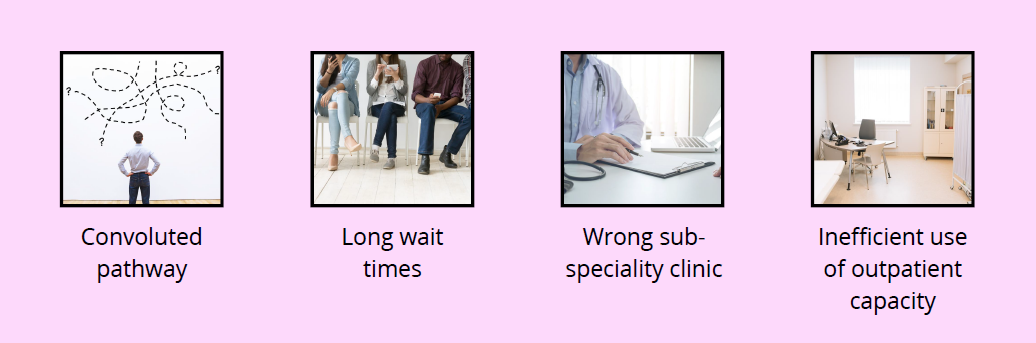 ?
?
?
Convoluted
pathway
Long wait
times
Wrong sub-
speciality clinic
Inefficient use
of outpatient
capacity